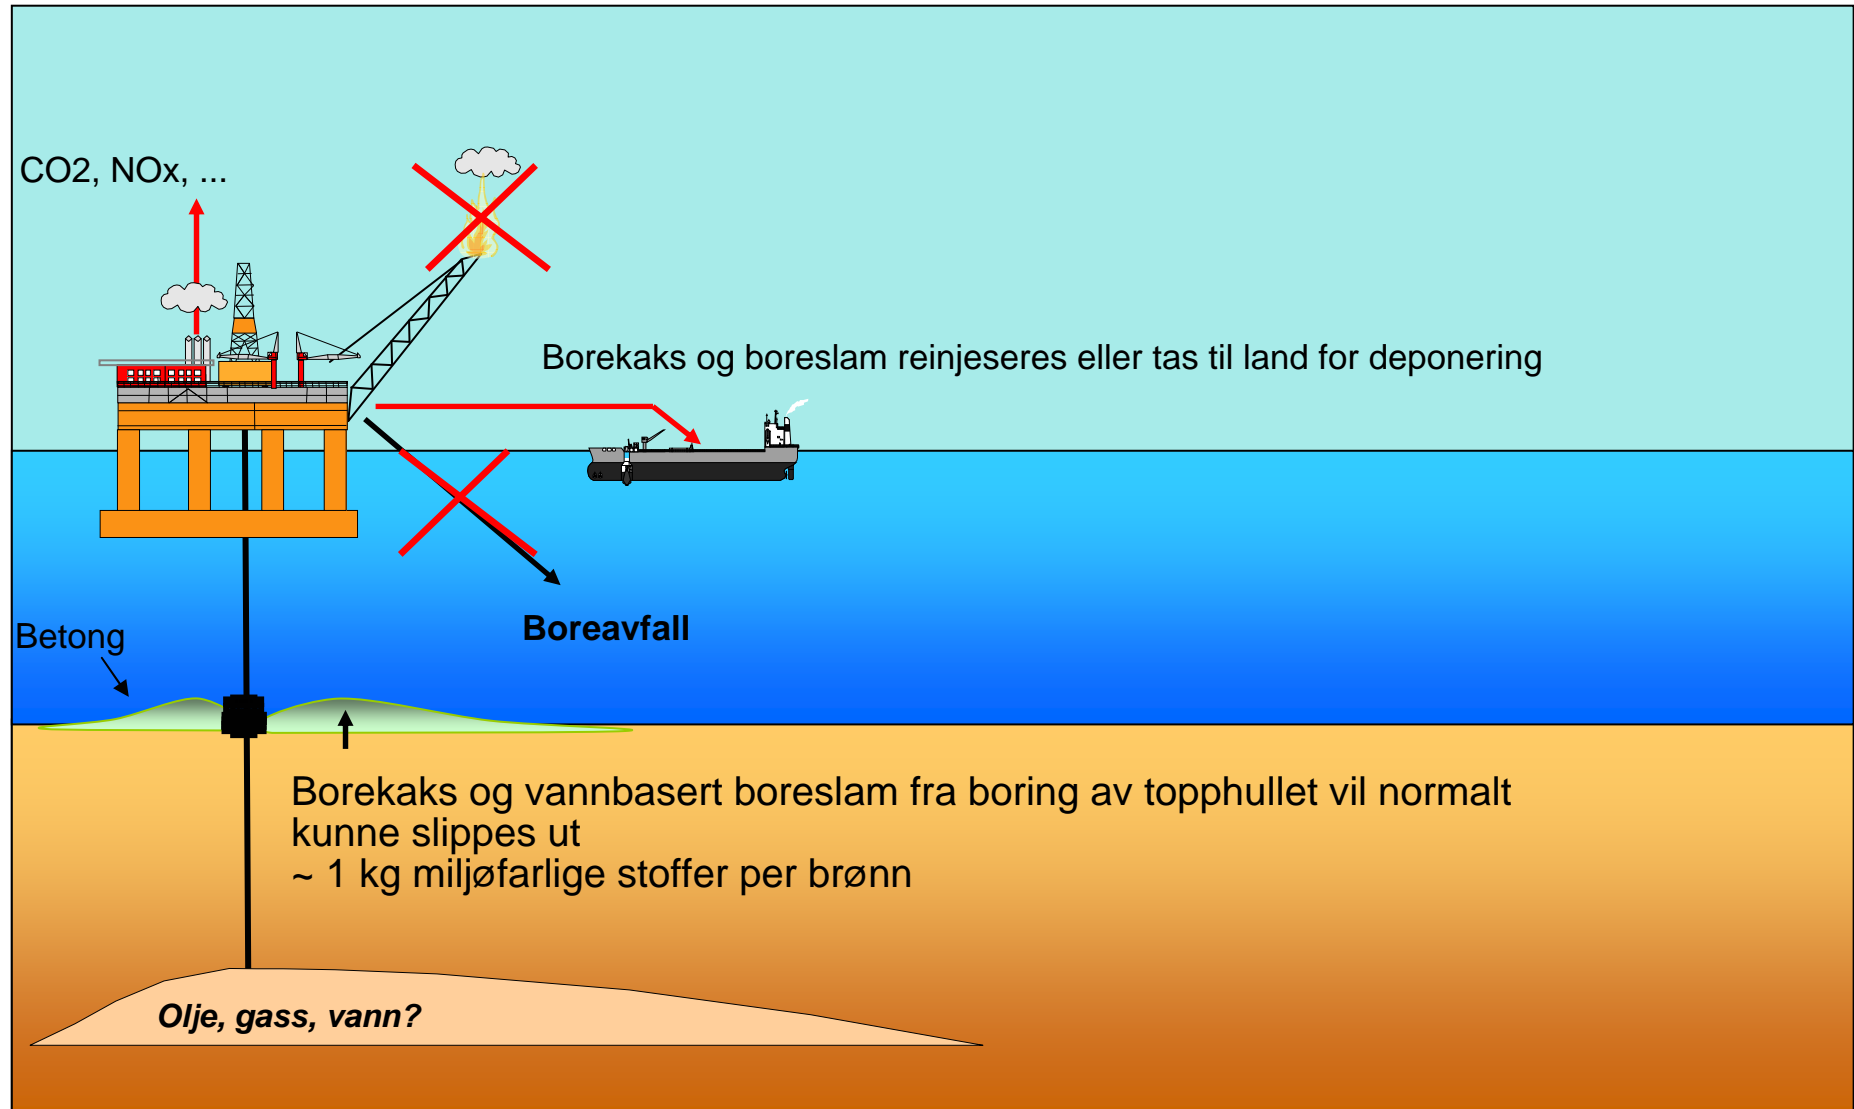 CO2, NOx, ...
Borekaks og boreslam reinjeseres eller tas til land for deponering
Boreavfall
Betong
Borekaks og vannbasert boreslam fra boring av topphullet vil normalt
kunne slippes ut
~ 1 kg miljøfarlige stoffer per brønn
Olje, gass, vann?